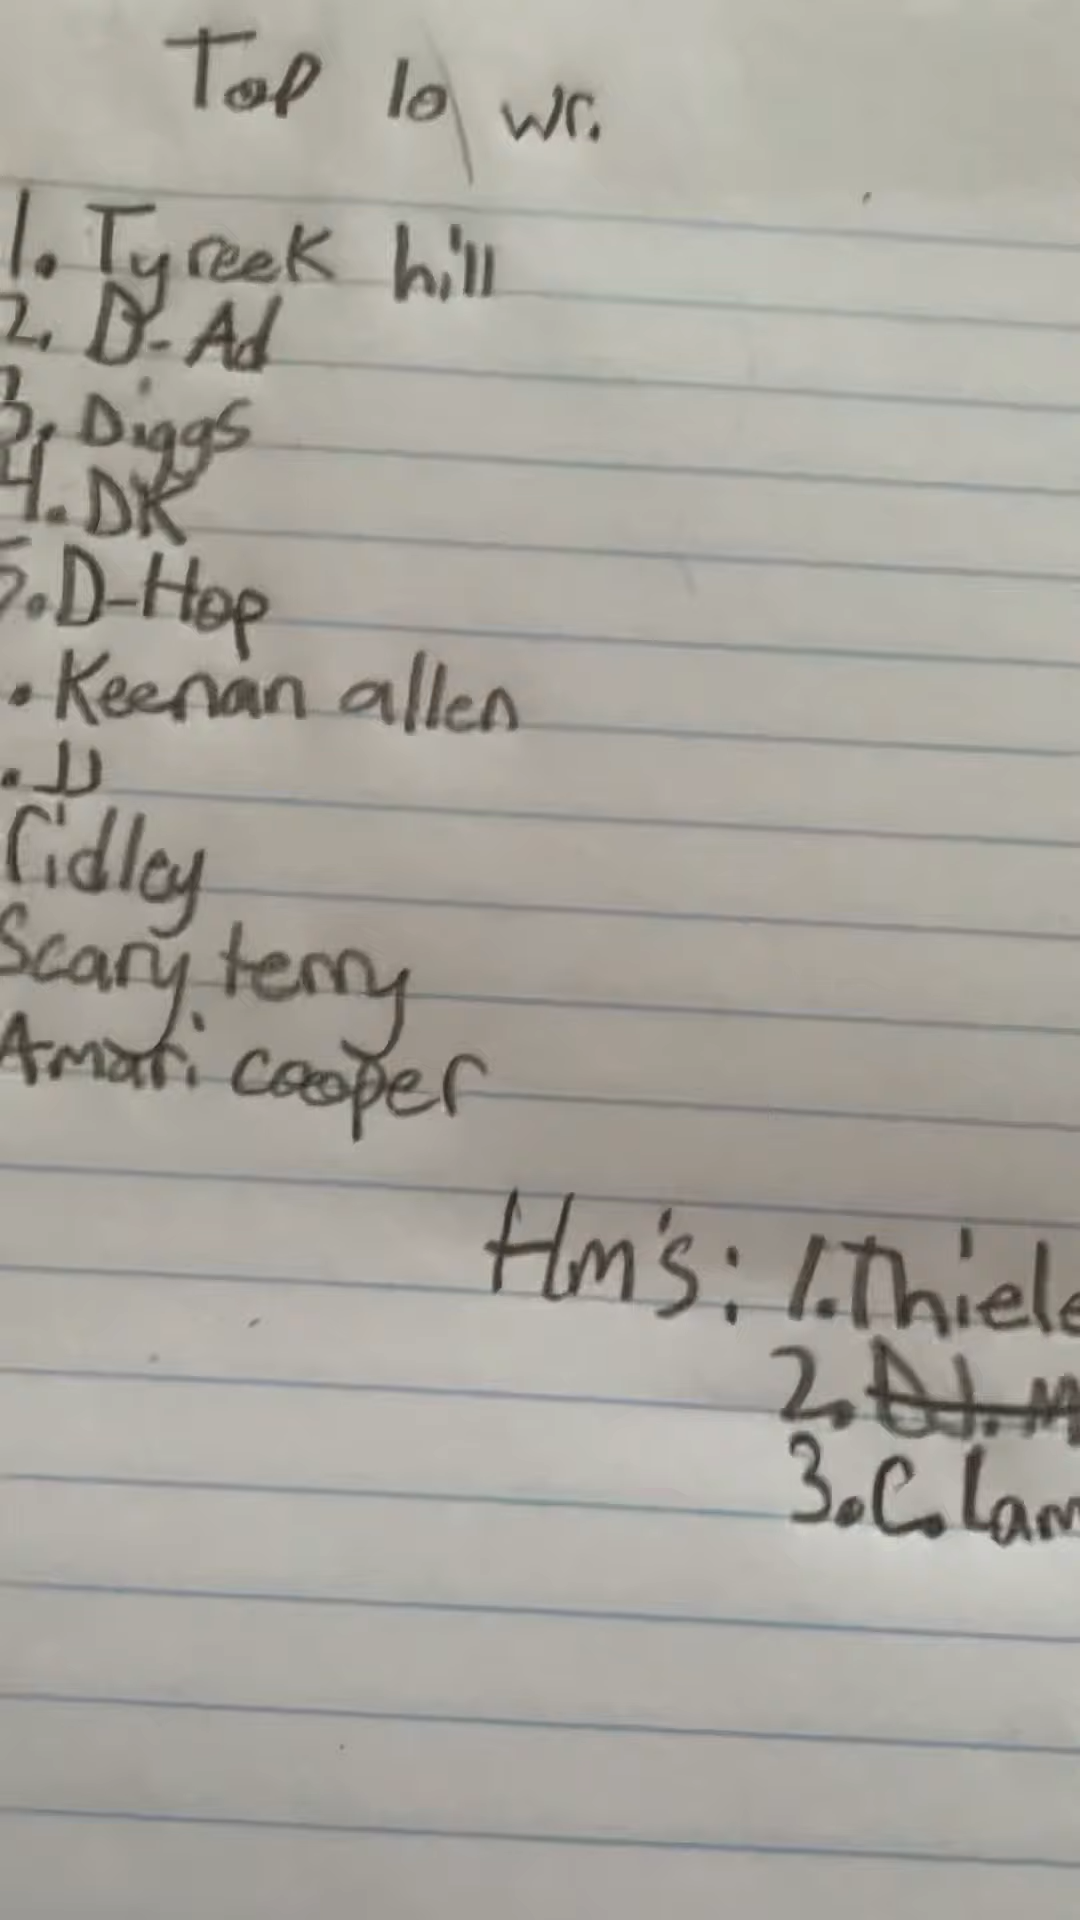 Top 10 wr.
1. Tyreek hill
2. D-Ad
3. Diggs
4. DK
5. D-Hop
. Keenan allen
. JJ
ridley
Scary terry
Amari cooper
Hm's: 1. Thiele
2. DJ. M
3. C. Lam